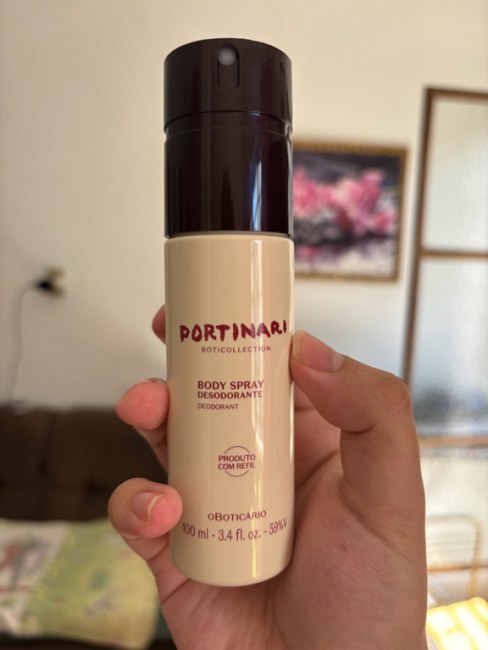 PORTINARI
BOTICOLLECTION
BODY SPRAY
DESODORANTE
DEODORANT
PRODUTO
COM REFIL
oBOTICÁRIO
100 ml - 3.4 fl. oz. - 59%V